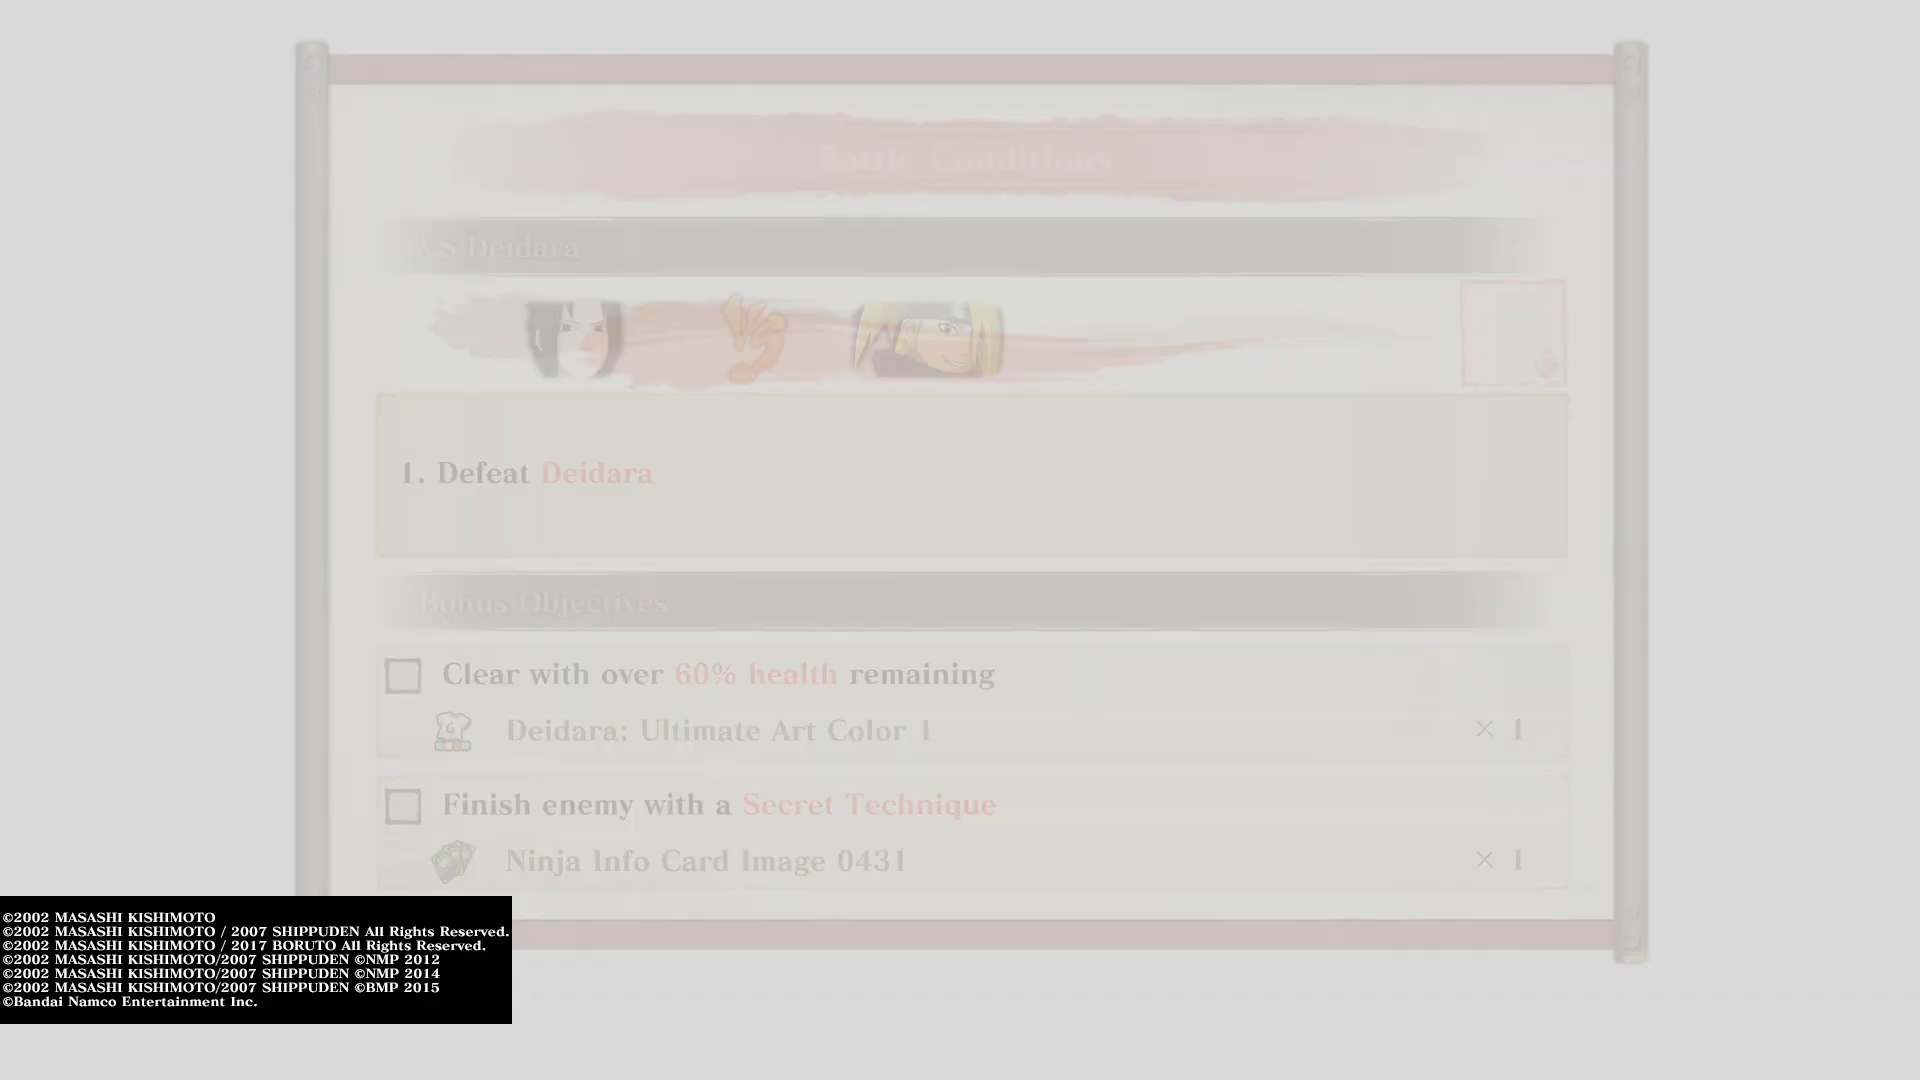 Battle Conditions
VS Deidara
VS
1. Defeat Deidara
Bonus Objectives
Clear with over 60% health remaining
Deidara: Ultimate Art Color 1 × 1
Finish enemy with a Secret Technique
Ninja Info Card Image 0431 × 1
©2002 MASASHI KISHIMOTO
©2002 MASASHI KISHIMOTO / 2007 SHIPPUDEN All Rights Reserved.
©2002 MASASHI KISHIMOTO / 2017 BORUTO All Rights Reserved.
©2002 MASASHI KISHIMOTO/2007 SHIPPUDEN ©NMP 2012
©2002 MASASHI KISHIMOTO/2007 SHIPPUDEN ©NMP 2014
©2002 MASASHI KISHIMOTO/2007 SHIPPUDEN ©BMP 2015
©Bandai Namco Entertainment Inc.